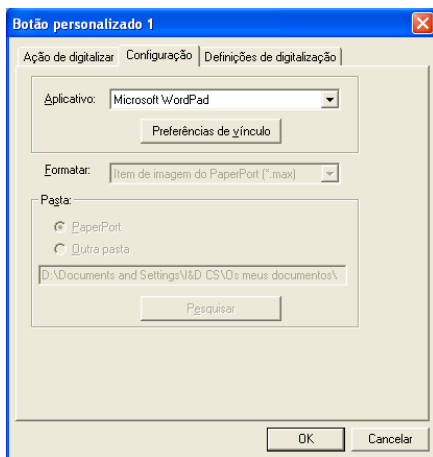 Botão personalizado 1
Ação de digitalizar Configuração Definições de digitalização
Aplicativo: Microsoft WordPad
Preferências de vínculo
Formatar: Item de imagem do PaperPort (*.max)
Pasta:
PaperPort
Outra pasta
D:\Documents and Settings\I&D CS\Os meus documentos\
Pesquisar
OK Cancelar